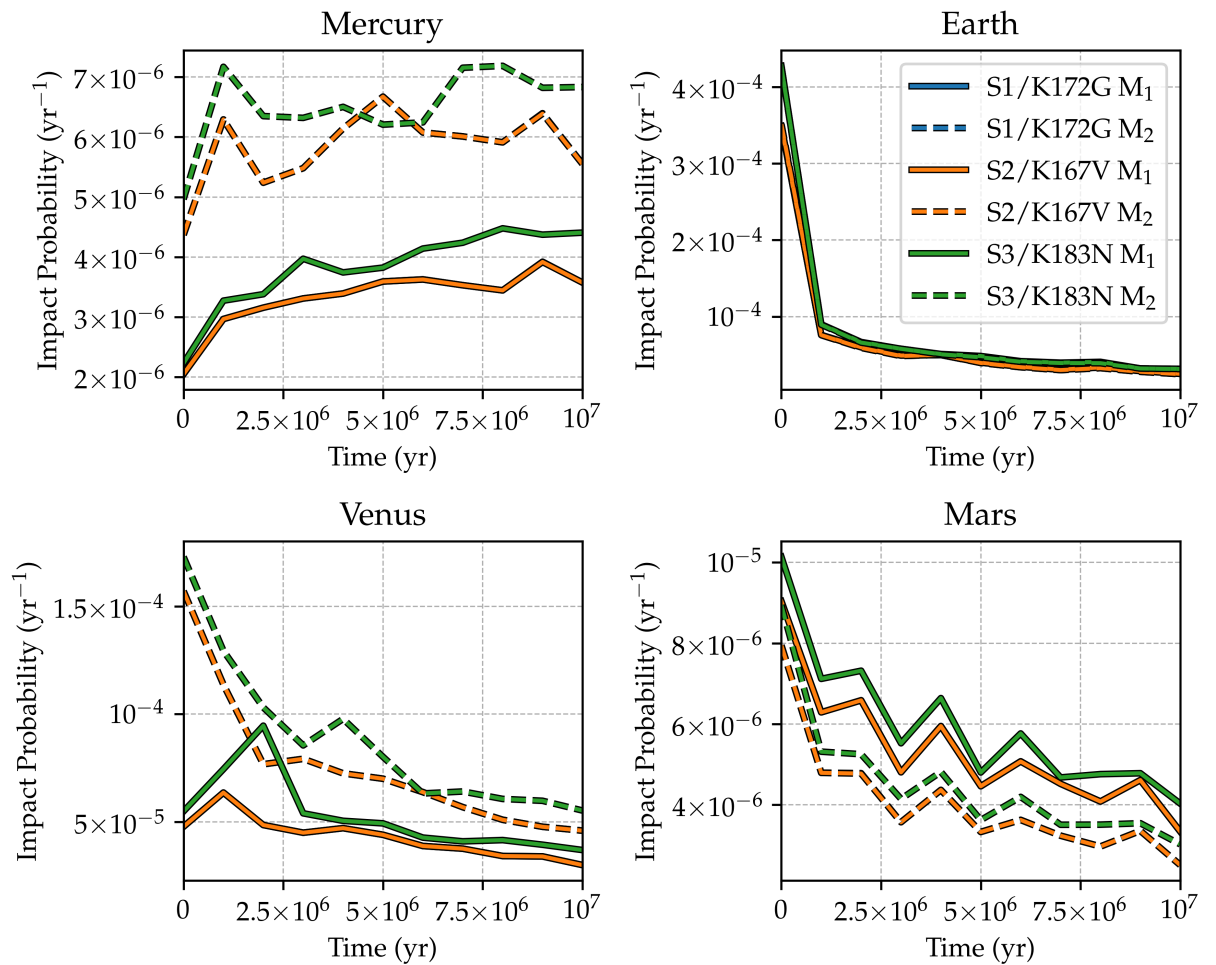 Mercury
Impact Probability (yr⁻¹)
7×10⁻⁶
6×10⁻⁶
5×10⁻⁶
4×10⁻⁶
3×10⁻⁶
2×10⁻⁶
0 2.5×10⁶ 5×10⁶ 7.5×10⁶ 10⁷
Time (yr)
Earth
Impact Probability (yr⁻¹)
4×10⁻⁴
3×10⁻⁴
2×10⁻⁴
10⁻⁴
S1/K172G M₁
S1/K172G M₂
S2/K167V M₁
S2/K167V M₂
S3/K183N M₁
S3/K183N M₂
0 2.5×10⁶ 5×10⁶ 7.5×10⁶ 10⁷
Time (yr)
Venus
Impact Probability (yr⁻¹)
1.5×10⁻⁴
10⁻⁴
5×10⁻⁵
0 2.5×10⁶ 5×10⁶ 7.5×10⁶ 10⁷
Time (yr)
Mars
Impact Probability (yr⁻¹)
10⁻⁵
8×10⁻⁶
6×10⁻⁶
4×10⁻⁶
0 2.5×10⁶ 5×10⁶ 7.5×10⁶ 10⁷
Time (yr)